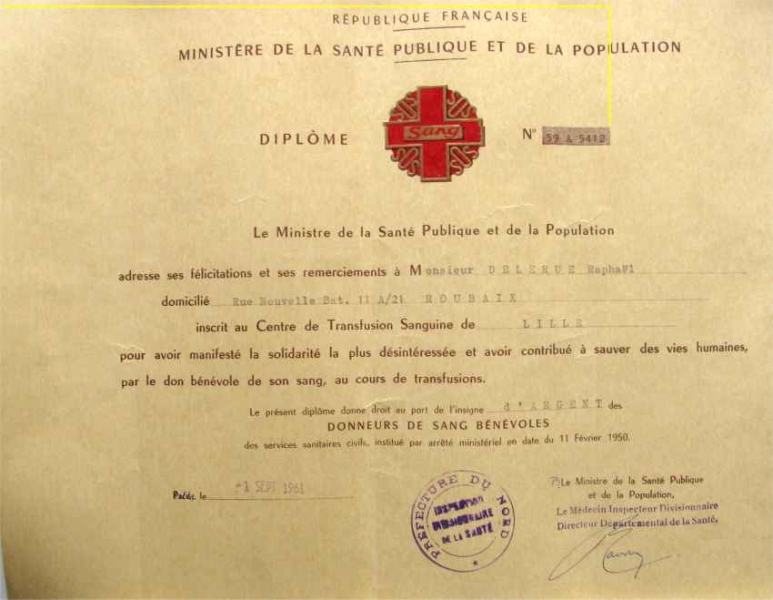 RÉPUBLIQUE FRANÇAISE
MINISTÈRE DE LA SANTÉ PUBLIQUE ET DE LA POPULATION
DIPLÔME Sang N° 59 A 5412
Le Ministre de la Santé Publique et de la Population
adresse ses félicitations et ses remerciements à Monsieur DELERUE Raphaël
domicilié Rue Nouvelle Bat. 11 A/21 ROUBAIX
inscrit au Centre de Transfusion Sanguine de LILLE
pour avoir manifesté la solidarité la plus désintéressée et avoir contribué à sauver des vies humaines,
par le don bénévole de son sang, au cours de transfusions.
Le présent diplôme donne droit au port de l'insigne d'ARGENT des
DONNEURS DE SANG BÉNÉVOLES
des services sanitaires civils, institué par arrêté ministériel en date du 11 Février 1950.
le -1 SEPT 1961
PRÉFECTURE DU NORD
INSPECTION
DIVISIONNAIRE
DE LA SANTÉ
Le Ministre de la Santé Publique
et de la Population,
Le Médecin Inspecteur Divisionnaire
Directeur Départemental de la Santé,